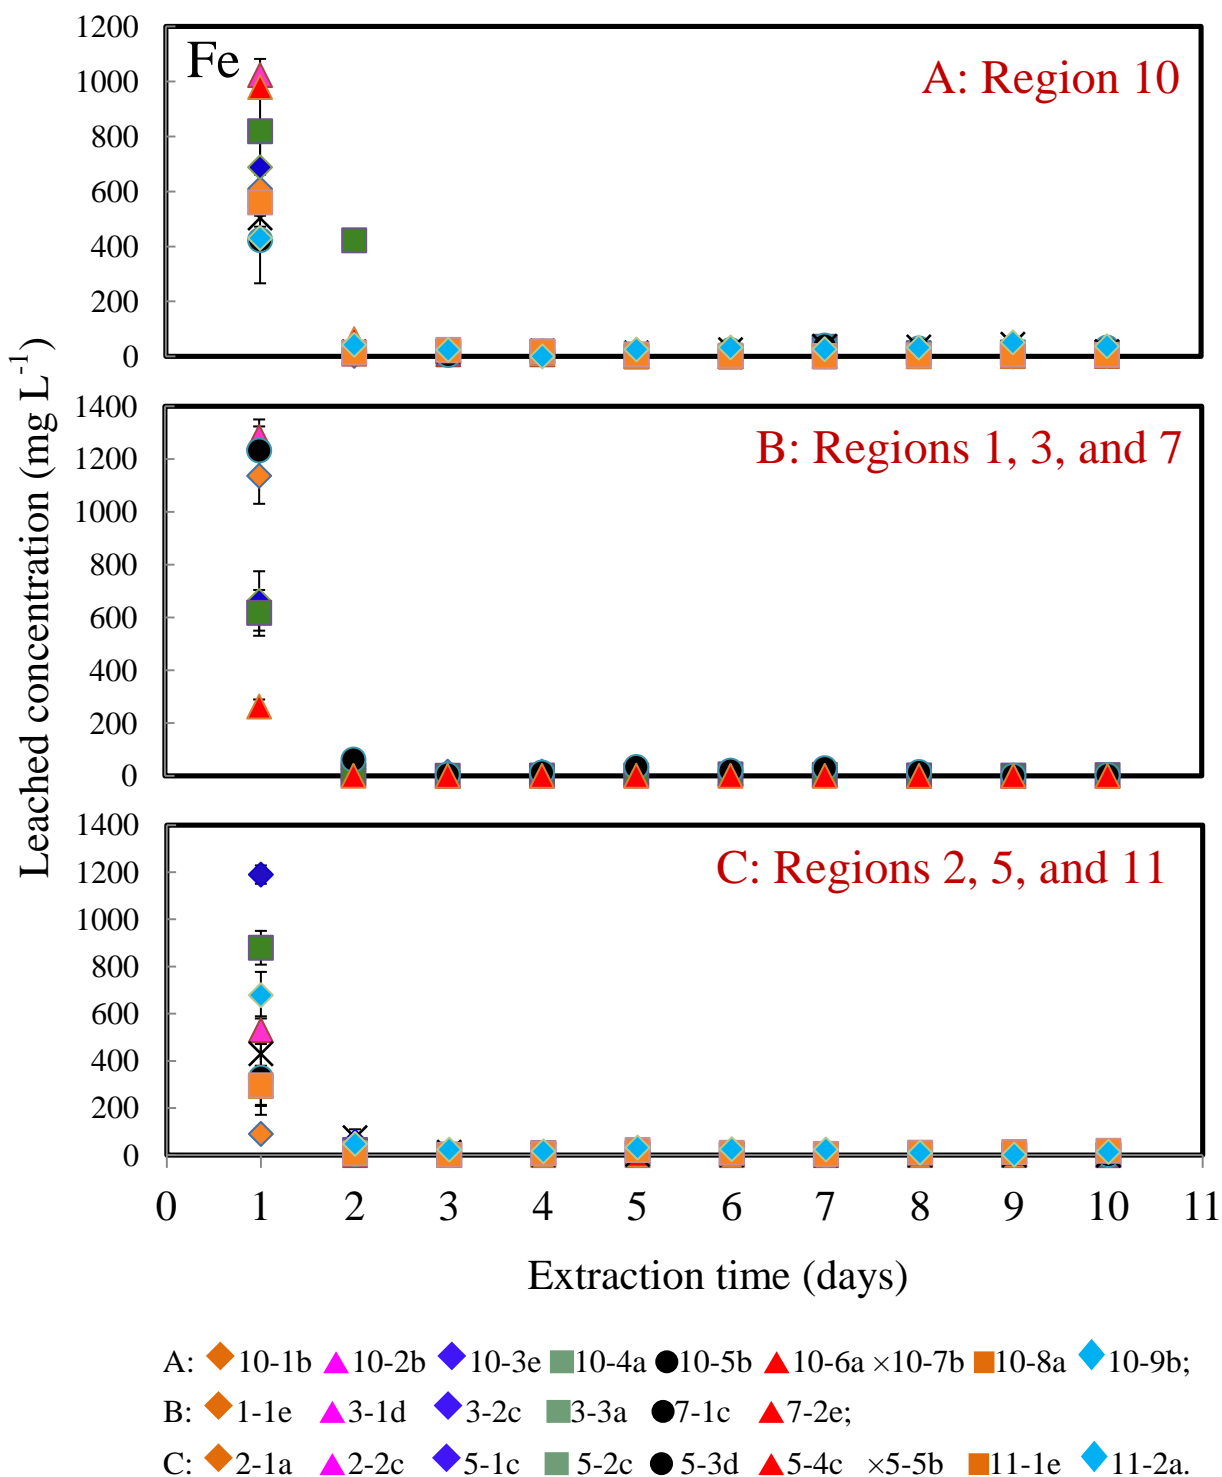 Leached concentration (mg L⁻¹)
1200
1000
800
600
400
200
0
Fe
A: Region 10
1400
1200
1000
800
600
400
200
0
B: Regions 1, 3, and 7
1400
1200
1000
800
600
400
200
0
C: Regions 2, 5, and 11
0 1 2 3 4 5 6 7 8 9 10 11
Extraction time (days)
A: 10-1b 10-2b 10-3e 10-4a 10-5b 10-6a ×10-7b 10-8a 10-9b;
B: 1-1e 3-1d 3-2c 3-3a 7-1c 7-2e;
C: 2-1a 2-2c 5-1c 5-2c 5-3d 5-4c ×5-5b 11-1e 11-2a.